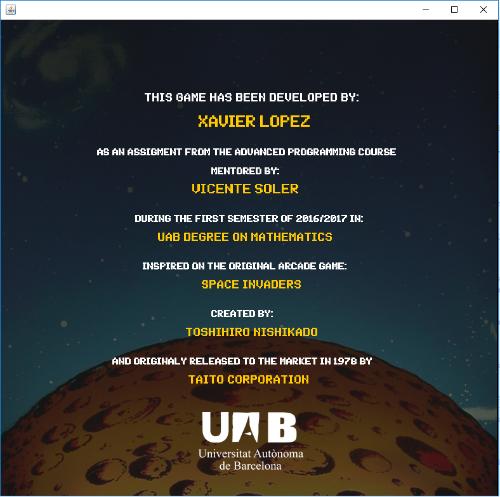 THIS GAME HAS BEEN DEVELOPED BY:
XAVIER LOPEZ
AS AN ASSIGMENT FROM THE ADVANCED PROGRAMMING COURSE
MENTORED BY:
VICENTE SOLER
DURING THE FIRST SEMESTER OF 2016/2017 IN:
UAB DEGREE ON MATHEMATICS
INSPIRED ON THE ORIGINAL ARCADE GAME:
SPACE INVADERS
CREATED BY:
TOSHIHIRO NISHIKADO
AND ORIGINALY RELEASED TO THE MARKET IN 1978 BY
TAITO CORPORATION
UAB
Universitat Autònoma
de Barcelona